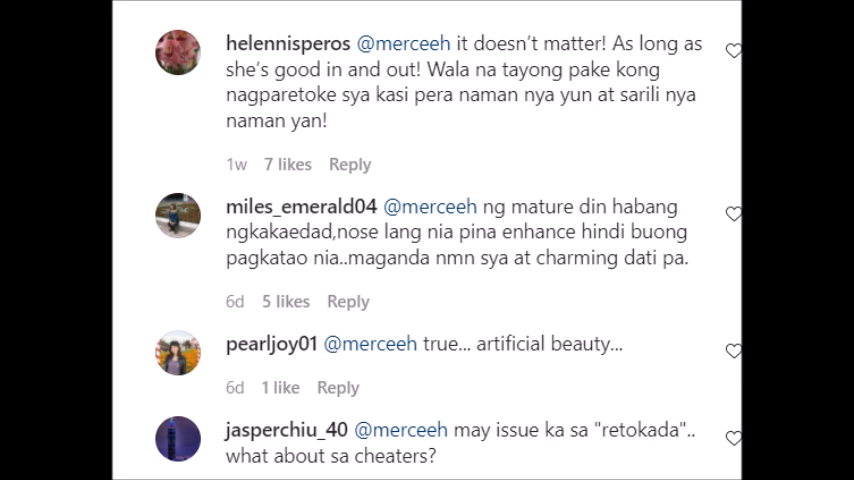 helennisperos @merceeh it doesn't matter! As long as
she's good in and out! Wala na tayong pake kong
nagparetoke sya kasi pera naman nya yun at sarili nya
naman yan!
1w 7 likes Reply
miles_emerald04 @merceeh ng mature din habang
ngkakaedad,nose lang nia pina enhance hindi buong
pagkatao nia..maganda nmn sya at charming dati pa.
6d 5 likes Reply
pearljoy01 @merceeh true... artificial beauty...
6d 1 like Reply
jasperchiu_40 @merceeh may issue ka sa "retokada"..
what about sa cheaters?